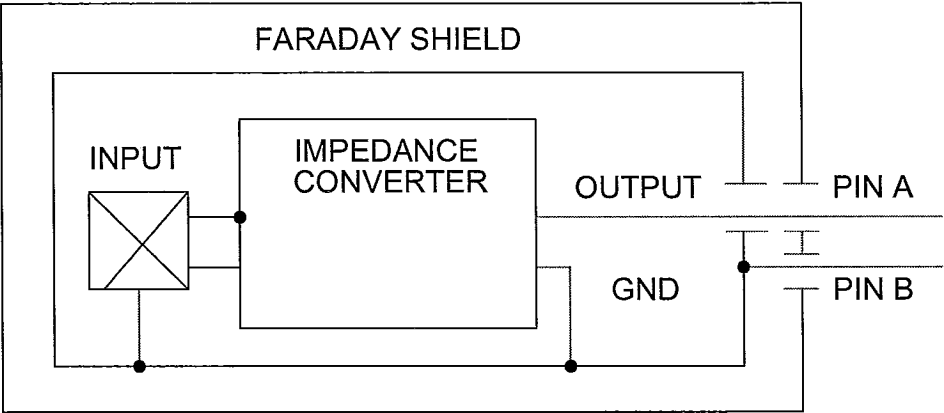 FARADAY SHIELD
INPUT
IMPEDANCE
CONVERTER
OUTPUT
PIN A
GND
PIN B